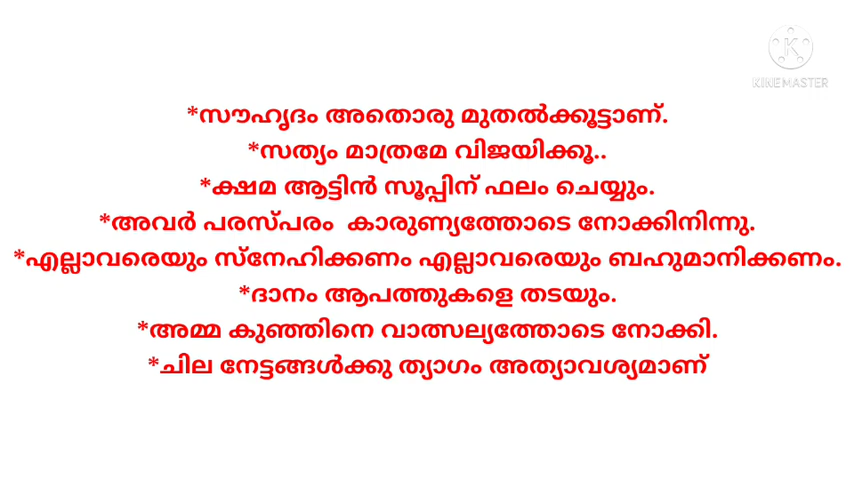 KINEMASTER
*സൗഹൃദം അതൊരു മുതൽക്കൂട്ടാണ്.
*സത്യം മാത്രമേ വിജയിക്കൂ..
*ക്ഷമ ആട്ടിൻ സൂപ്പിന് ഫലം ചെയ്യും.
*അവർ പരസ്പരം കാരുണ്യത്തോടെ നോക്കിനിന്നു.
*എല്ലാവരെയും സ്നേഹിക്കണം എല്ലാവരെയും ബഹുമാനിക്കണം.
*ദാനം ആപത്തുകളെ തടയും.
*അമ്മ കുഞ്ഞിനെ വാത്സല്യത്തോടെ നോക്കി.
*ചില നേട്ടങ്ങൾക്കു ത്യാഗം അത്യാവശ്യമാണ്